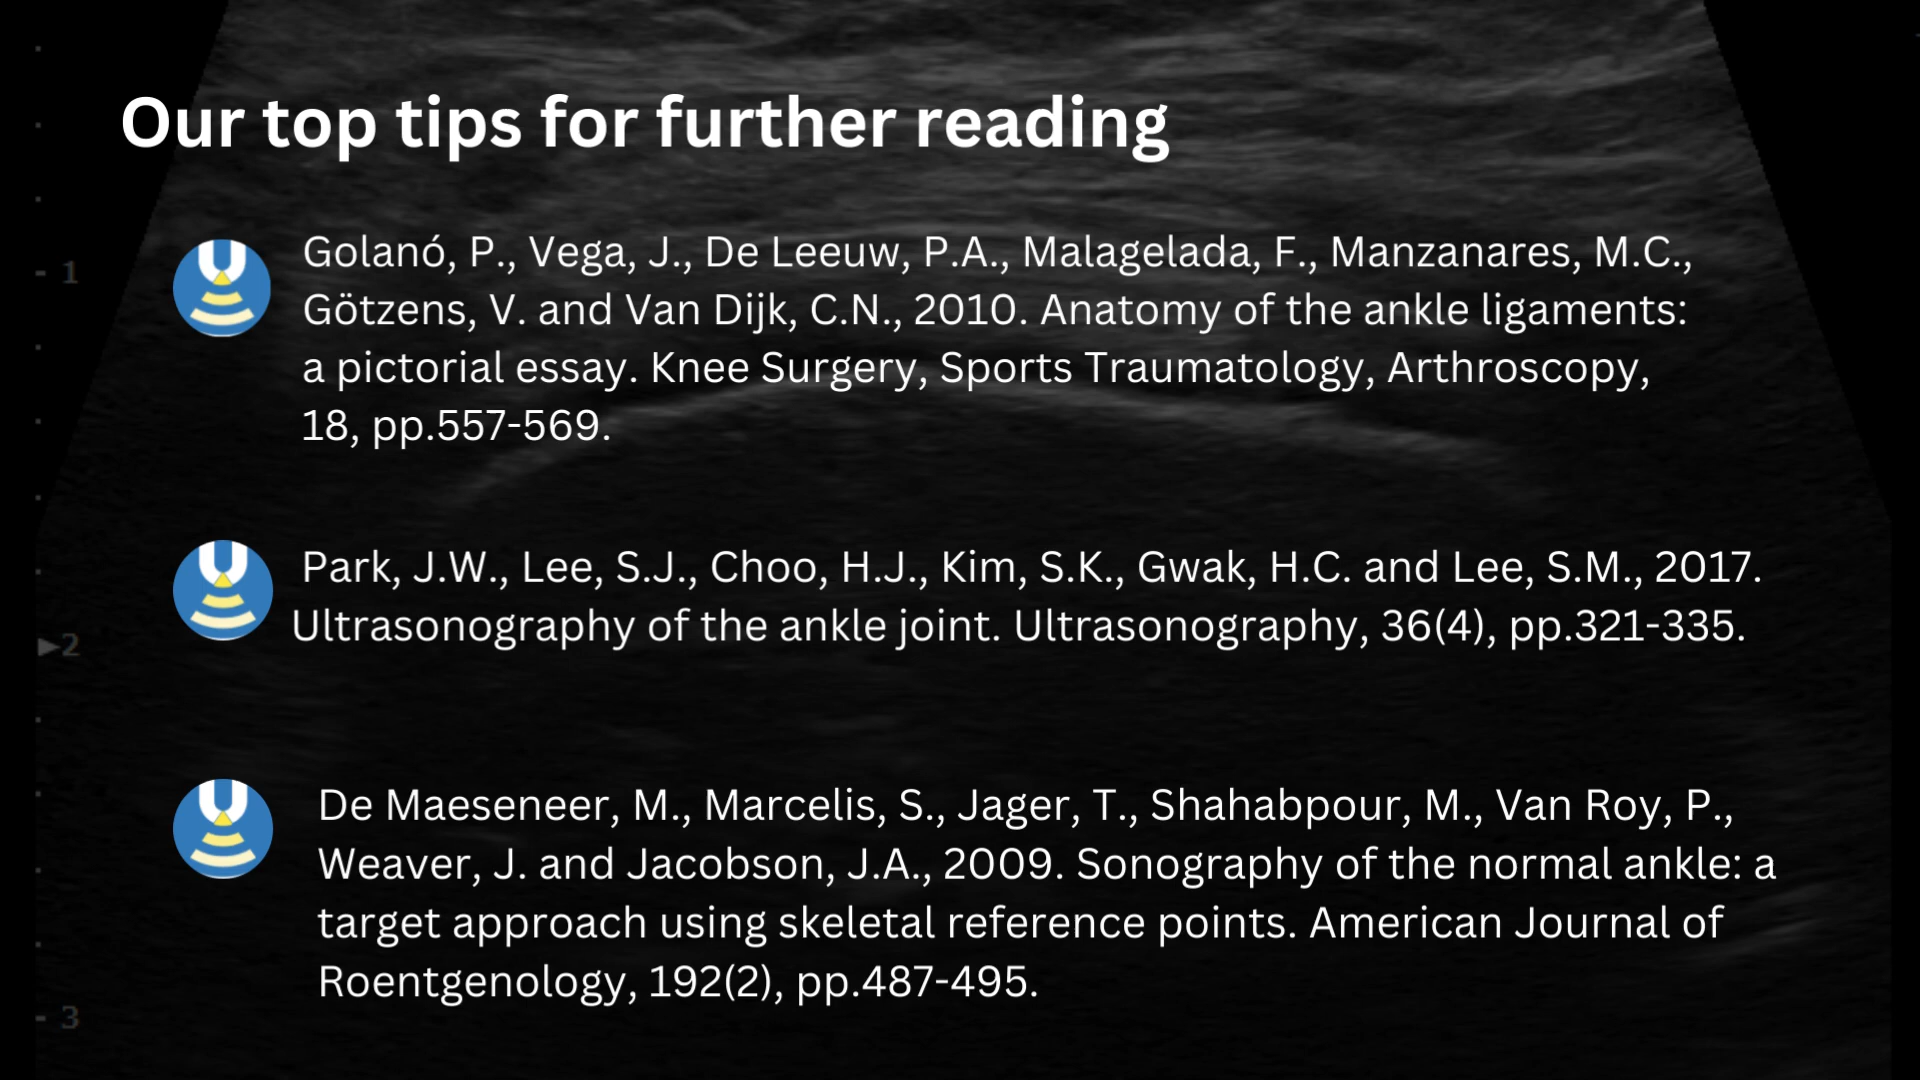 Our top tips for further reading
Golanó, P., Vega, J., De Leeuw, P.A., Malagelada, F., Manzanares, M.C.,
Götzens, V. and Van Dijk, C.N., 2010. Anatomy of the ankle ligaments:
a pictorial essay. Knee Surgery, Sports Traumatology, Arthroscopy,
18, pp.557-569.
- 1
Park, J.W., Lee, S.J., Choo, H.J., Kim, S.K., Gwak, H.C. and Lee, S.M., 2017.
Ultrasonography of the ankle joint. Ultrasonography, 36(4), pp.321-335.
2
De Maeseneer, M., Marcelis, S., Jager, T., Shahabpour, M., Van Roy, P.,
Weaver, J. and Jacobson, J.A., 2009. Sonography of the normal ankle: a
target approach using skeletal reference points. American Journal of
Roentgenology, 192(2), pp.487-495.
- 3